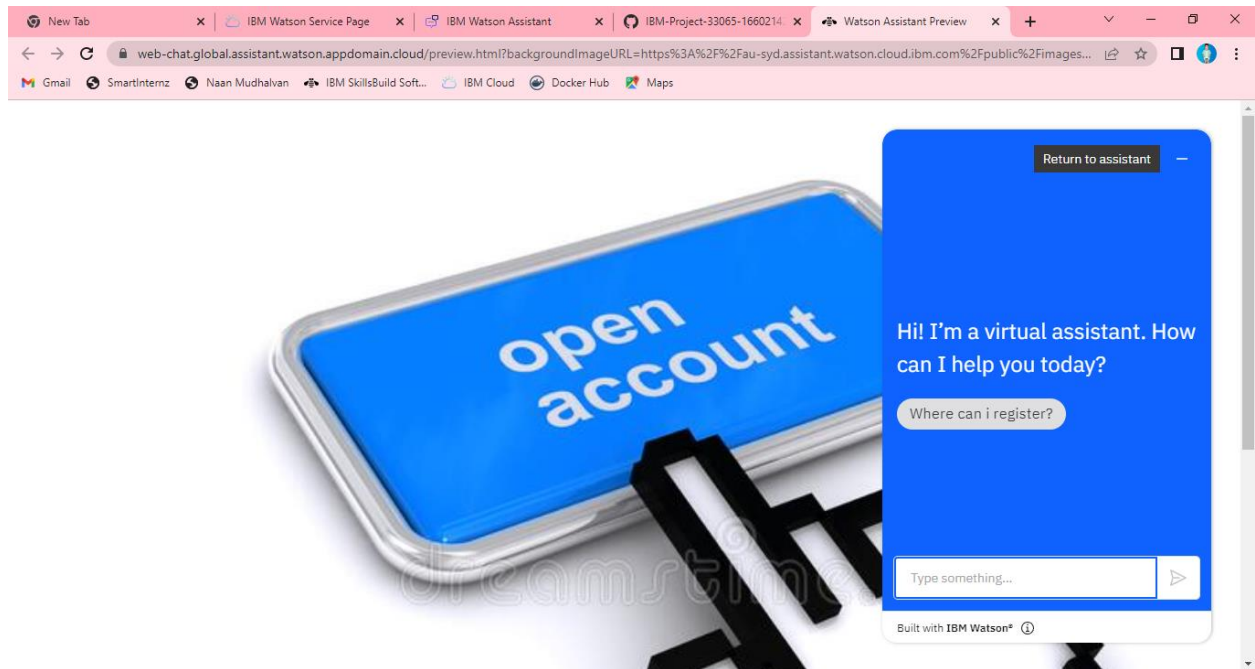 New Tab
IBM Watson Service Page
IBM Watson Assistant
IBM-Project-33065-1660214.
Watson Assistant Preview
web-chat.global.assistant.watson.appdomain.cloud/preview.html?backgroundImageURL=https%3A%2F%2Fau-syd.assistant.watson.cloud.ibm.com%2Fpublic%2Fimages...
Gmail
SmartInternz
Naan Mudhalvan
IBM SkillsBuild Soft...
IBM Cloud
Docker Hub
Maps
open
account
dreamstime
Return to assistant
Hi! I'm a virtual assistant. How
can I help you today?
Where can i register?
Type something...
Built with IBM Watson®